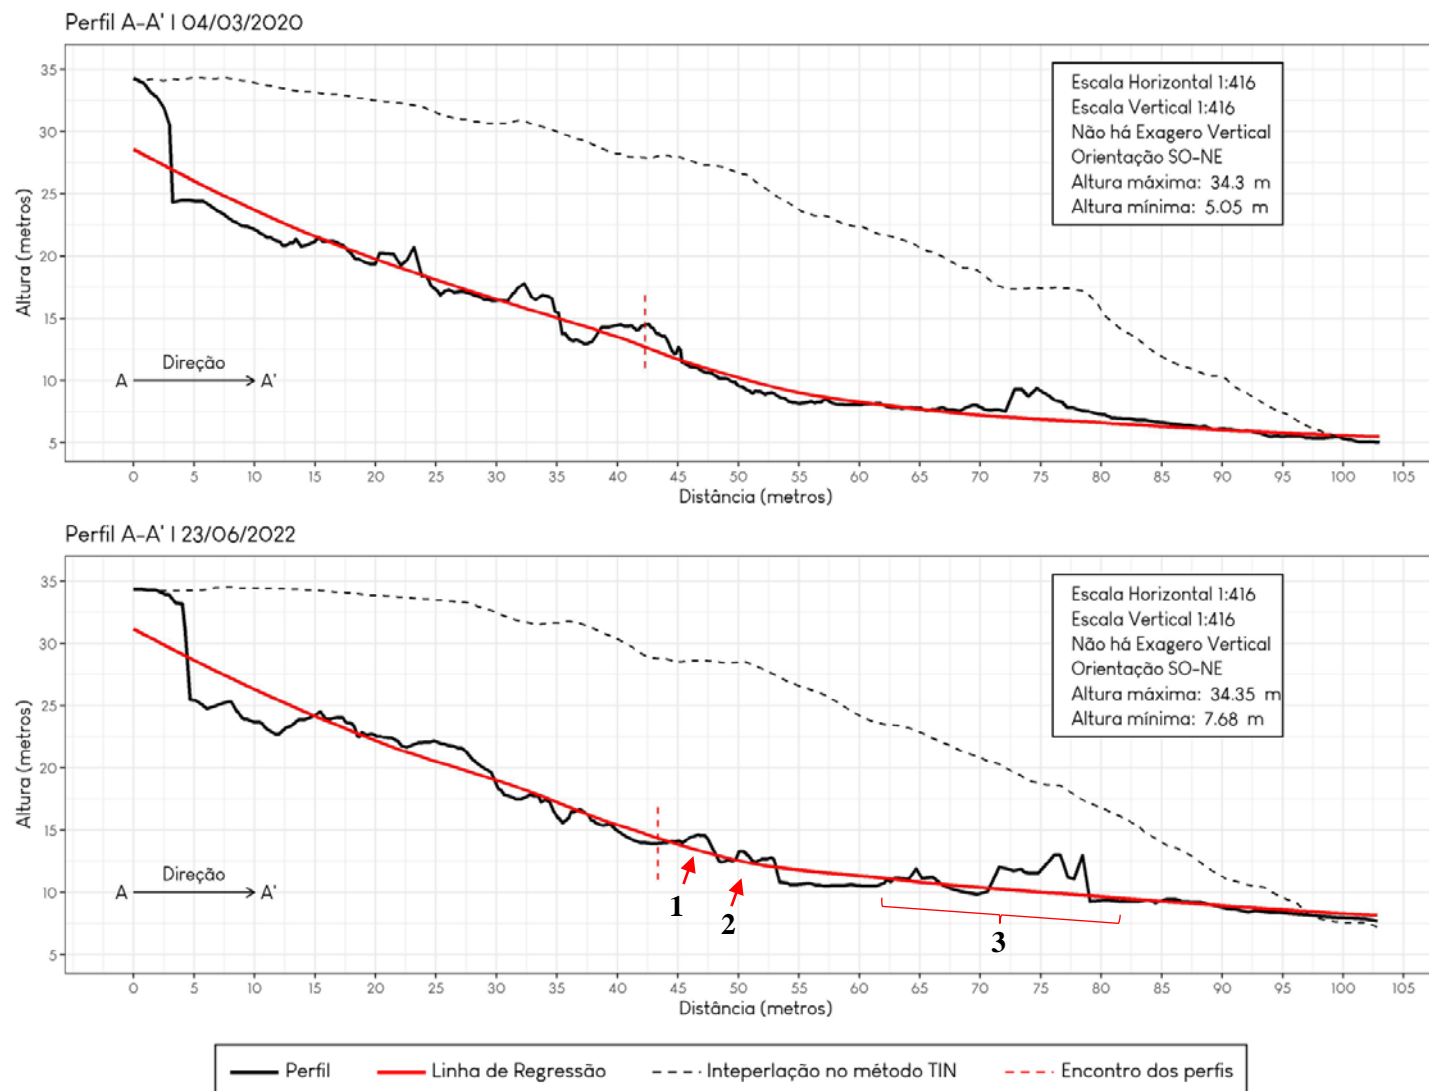 Perfil A-A' | 04/03/2020
35
30
25
20
15
10
5
Altura (metros)
Escala Horizontal 1:416
Escala Vertical 1:416
Não há Exagero Vertical
Orientação SO-NE
Altura máxima: 34.3 m
Altura mínima: 5.05 m
Direção
A A'
0 5 10 15 20 25 30 35 40 45 50 55 60 65 70 75 80 85 90 95 100 105
Distância (metros)
Perfil A-A' | 23/06/2022
35
30
25
20
15
10
5
Altura (metros)
Escala Horizontal 1:416
Escala Vertical 1:416
Não há Exagero Vertical
Orientação SO-NE
Altura máxima: 34.35 m
Altura mínima: 7.68 m
Direção
A A'
1
2
3
0 5 10 15 20 25 30 35 40 45 50 55 60 65 70 75 80 85 90 95 100 105
Distância (metros)
Perfil Linha de Regressão Inteperlação no método TIN Encontro dos perfis